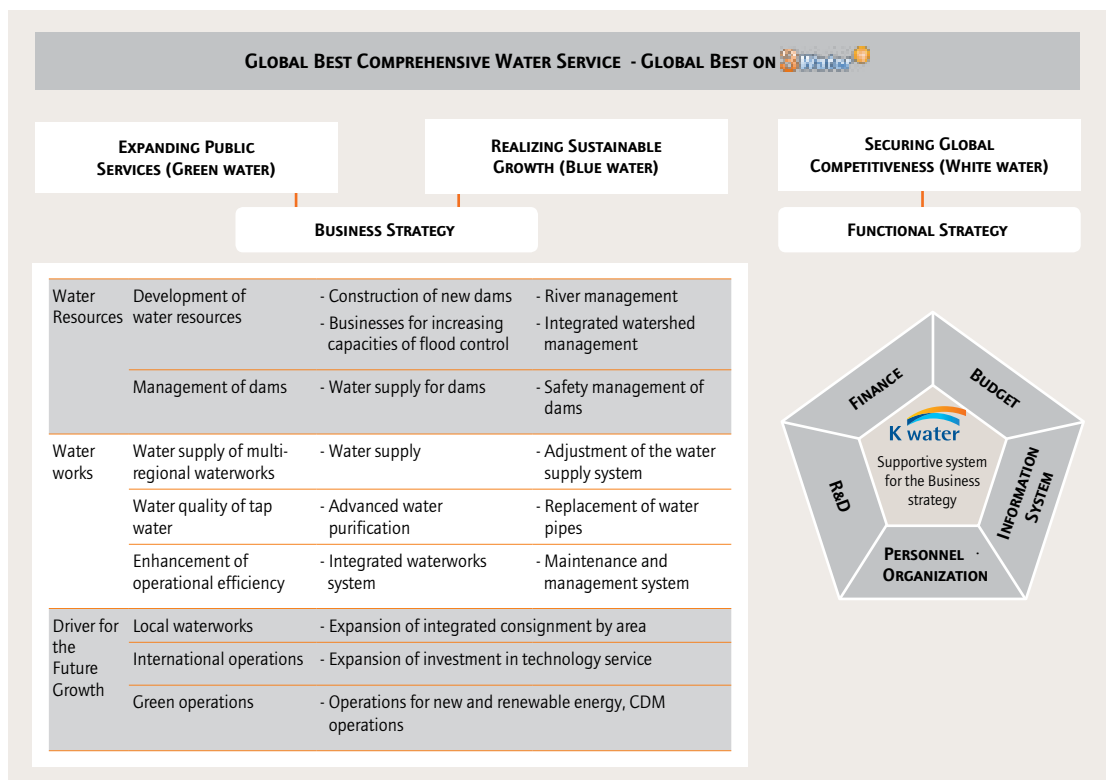 GLOBAL BEST COMPREHENSIVE WATER SERVICE - GLOBAL BEST ON 3 Water
EXPANDING PUBLIC
SERVICES (GREEN WATER)
REALIZING SUSTAINABLE
GROWTH (BLUE WATER)
SECURING GLOBAL
COMPETITIVENESS (WHITE WATER)
BUSINESS STRATEGY
FUNCTIONAL STRATEGY
Water
Resources
Development of
water resources
- Construction of new dams
- Businesses for increasing
capacities of flood control
- River management
- Integrated watershed
management
Management of dams
- Water supply for dams
- Safety management of
dams
Water
works
Water supply of multi-
regional waterworks
- Water supply
- Adjustment of the water
supply system
Water quality of tap
water
- Advanced water
purification
- Replacement of water
pipes
Enhancement of
operational efficiency
- Integrated waterworks
system
- Maintenance and
management system
Driver for
the
Future
Growth
Local waterworks
- Expansion of integrated consignment by area
International operations
- Expansion of investment in technology service
Green operations
- Operations for new and renewable energy, CDM
operations
FINANCE
BUDGET
K water
Supportive system
for the Business
strategy
R&D
INFORMATION
SYSTEM
PERSONNEL ·
ORGANIZATION